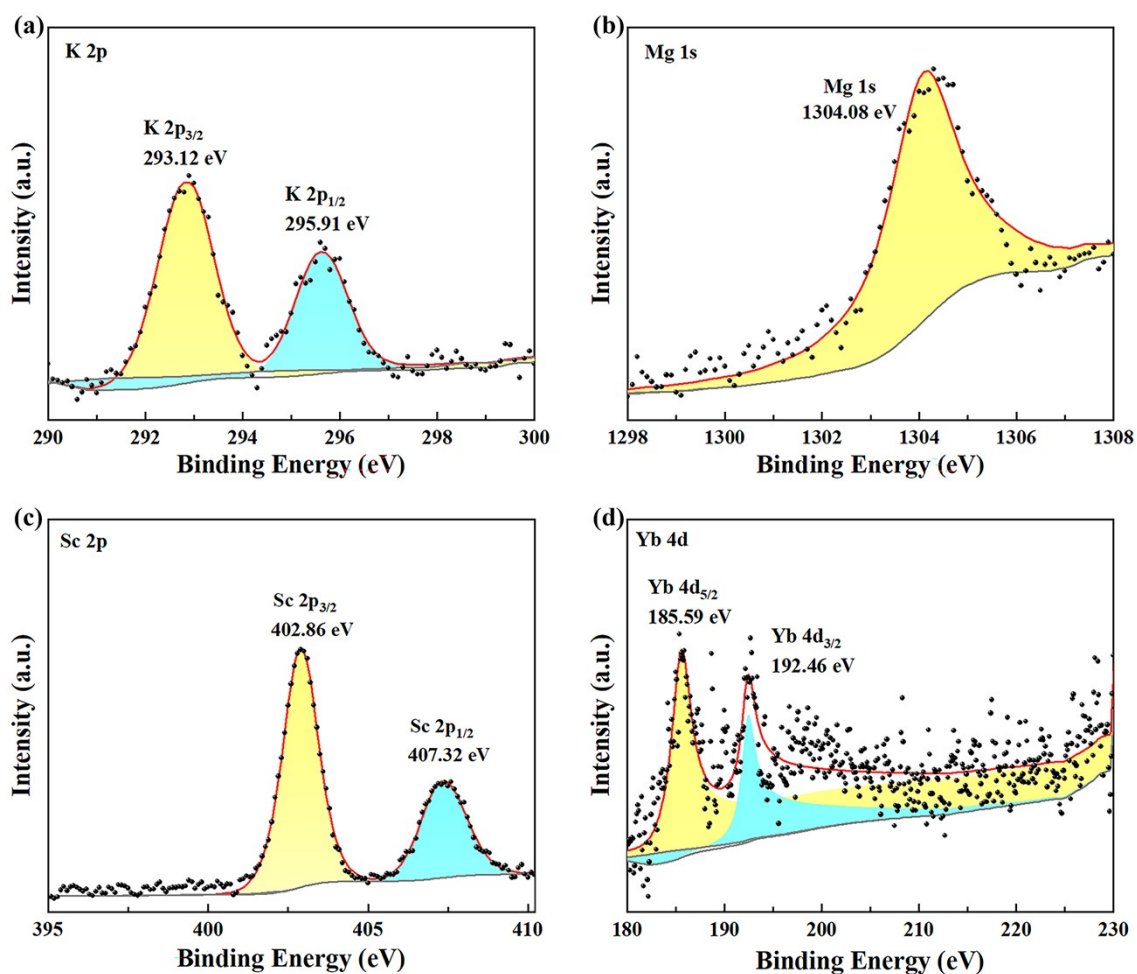 (a)
K 2p
K 2p3/2
293.12 eV
K 2p1/2
295.91 eV
Intensity (a.u.)
290 292 294 296 298 300
Binding Energy (eV)
(b)
Mg 1s
Mg 1s
1304.08 eV
Intensity (a.u.)
1298 1300 1302 1304 1306 1308
Binding Energy (eV)
(c)
Sc 2p
Sc 2p3/2
402.86 eV
Sc 2p1/2
407.32 eV
Intensity (a.u.)
395 400 405 410
Binding Energy (eV)
(d)
Yb 4d
Yb 4d5/2
185.59 eV
Yb 4d3/2
192.46 eV
Intensity (a.u.)
180 190 200 210 220 230
Binding Energy (eV)